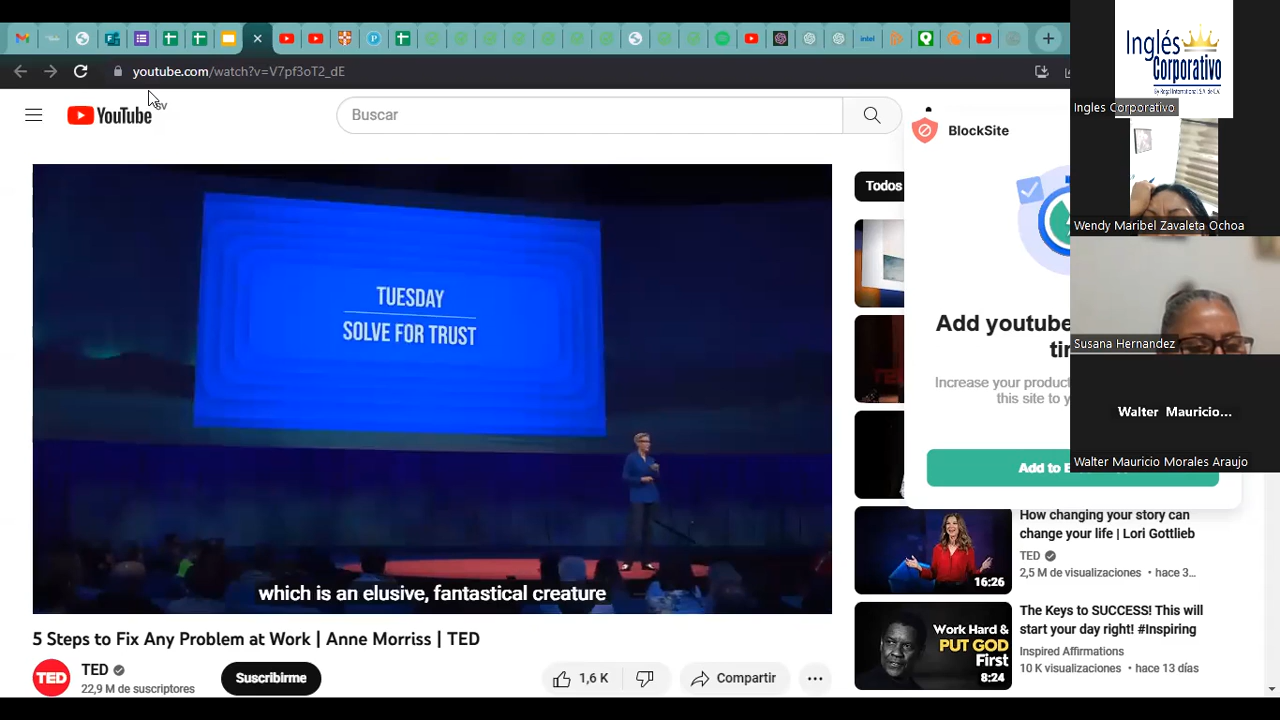 youtube.com/watch?v=V7pf3oT2_dE
YouTube
SV
Buscar
TUESDAY
SOLVE FOR TRUST
which is an elusive, fantastical creature
5 Steps to Fix Any Problem at Work | Anne Morriss | TED
TED
TED
22,9 M de suscriptores
Suscribirme
1,6 K
Compartir
Todos
BlockSite
Add youtube
Increase your produc
this site to
Add to
How changing your story can
change your life | Lori Gottlieb
TED
2,5 M de visualizaciones • hace 3...
16:26
The Keys to SUCCESS! This will
start your day right! #Inspiring
Inspired Affirmations
10 K visualizaciones • hace 13 días
Work Hard &
PUT GOD
First
8:24
Inglés
Corporativo
Ingles Corporativo
Wendy Maribel Zavaleta Ochoa
Susana Hernandez
Walter Mauricio...
Walter Mauricio Morales Araujo
intel